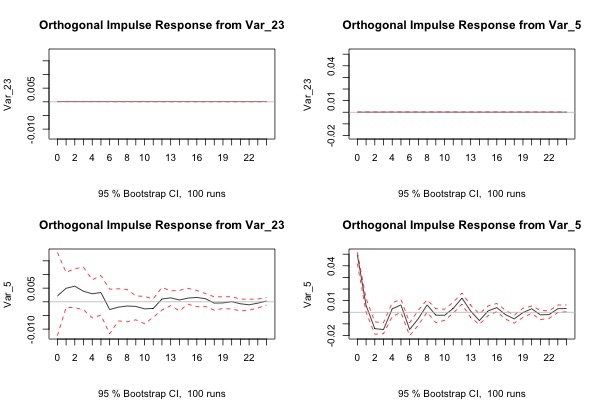 Orthogonal Impulse Response from Var_23
Var_23
-0.010 0.005
0 2 4 6 8 10 13 16 19 22
95 % Bootstrap CI, 100 runs
Orthogonal Impulse Response from Var_5
Var_23
-0.02 0.01 0.04
0 2 4 6 8 10 13 16 19 22
95 % Bootstrap CI, 100 runs
Orthogonal Impulse Response from Var_23
Var_5
-0.010 0.005
0 2 4 6 8 10 13 16 19 22
95 % Bootstrap CI, 100 runs
Orthogonal Impulse Response from Var_5
Var_5
-0.02 0.01 0.04
0 2 4 6 8 10 13 16 19 22
95 % Bootstrap CI, 100 runs